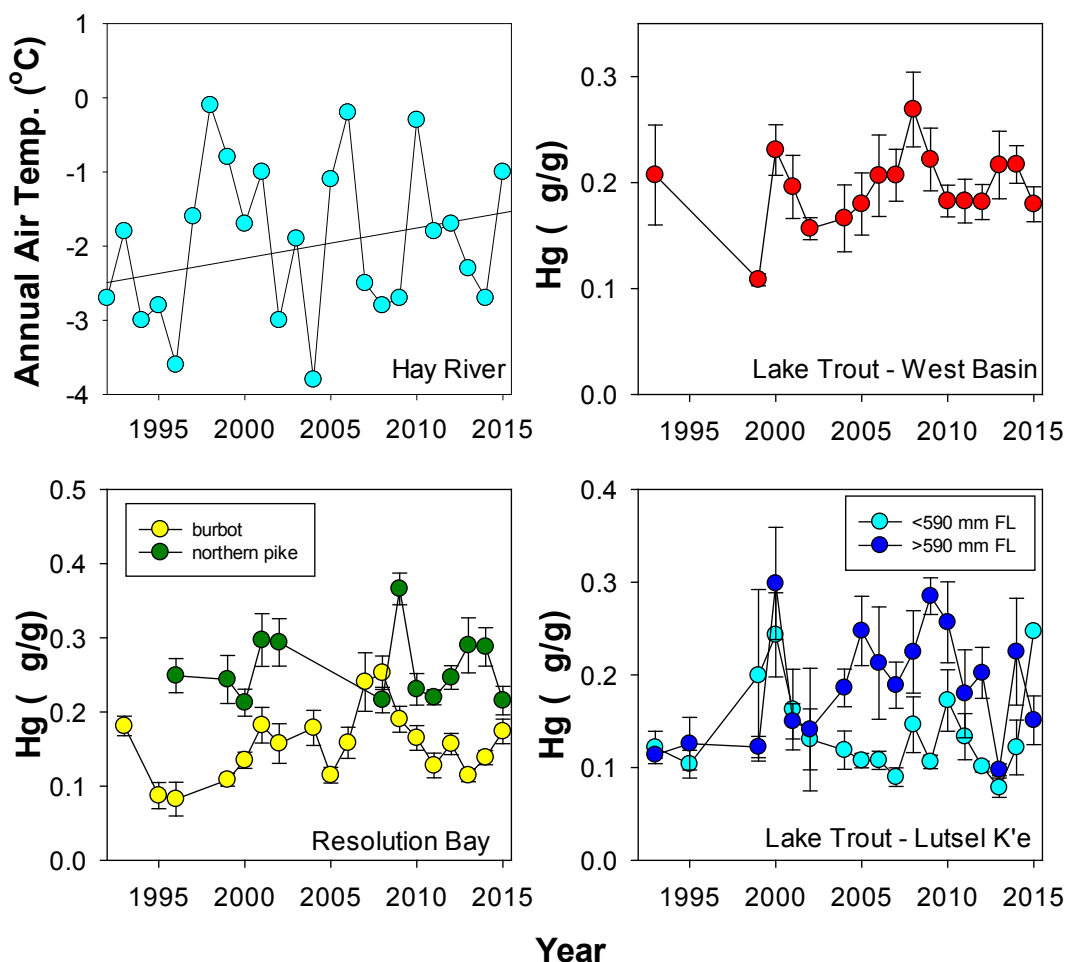 Annual Air Temp. (°C)
1
0
-1
-2
-3
-4
Hay River
1995 2000 2005 2010 2015
Hg ( g/g)
0.3
0.2
0.1
0.0
Lake Trout - West Basin
1995 2000 2005 2010 2015
Hg ( g/g)
0.5
0.4
0.3
0.2
0.1
0.0
burbot
northern pike
Resolution Bay
1995 2000 2005 2010 2015
Hg ( g/g)
0.4
0.3
0.2
0.1
0.0
<590 mm FL
>590 mm FL
Lake Trout - Lutsel K'e
1995 2000 2005 2010 2015
Year